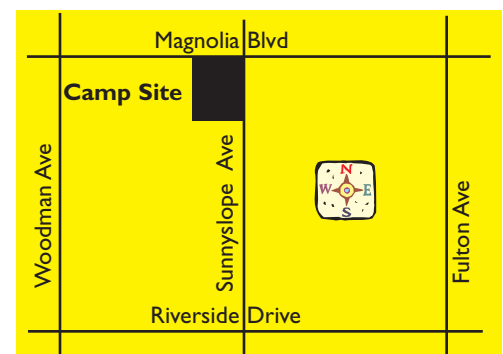 Magnolia Blvd
Camp Site
Woodman Ave
Sunnyslope Ave
N
W E
S
Fulton Ave
Riverside Drive